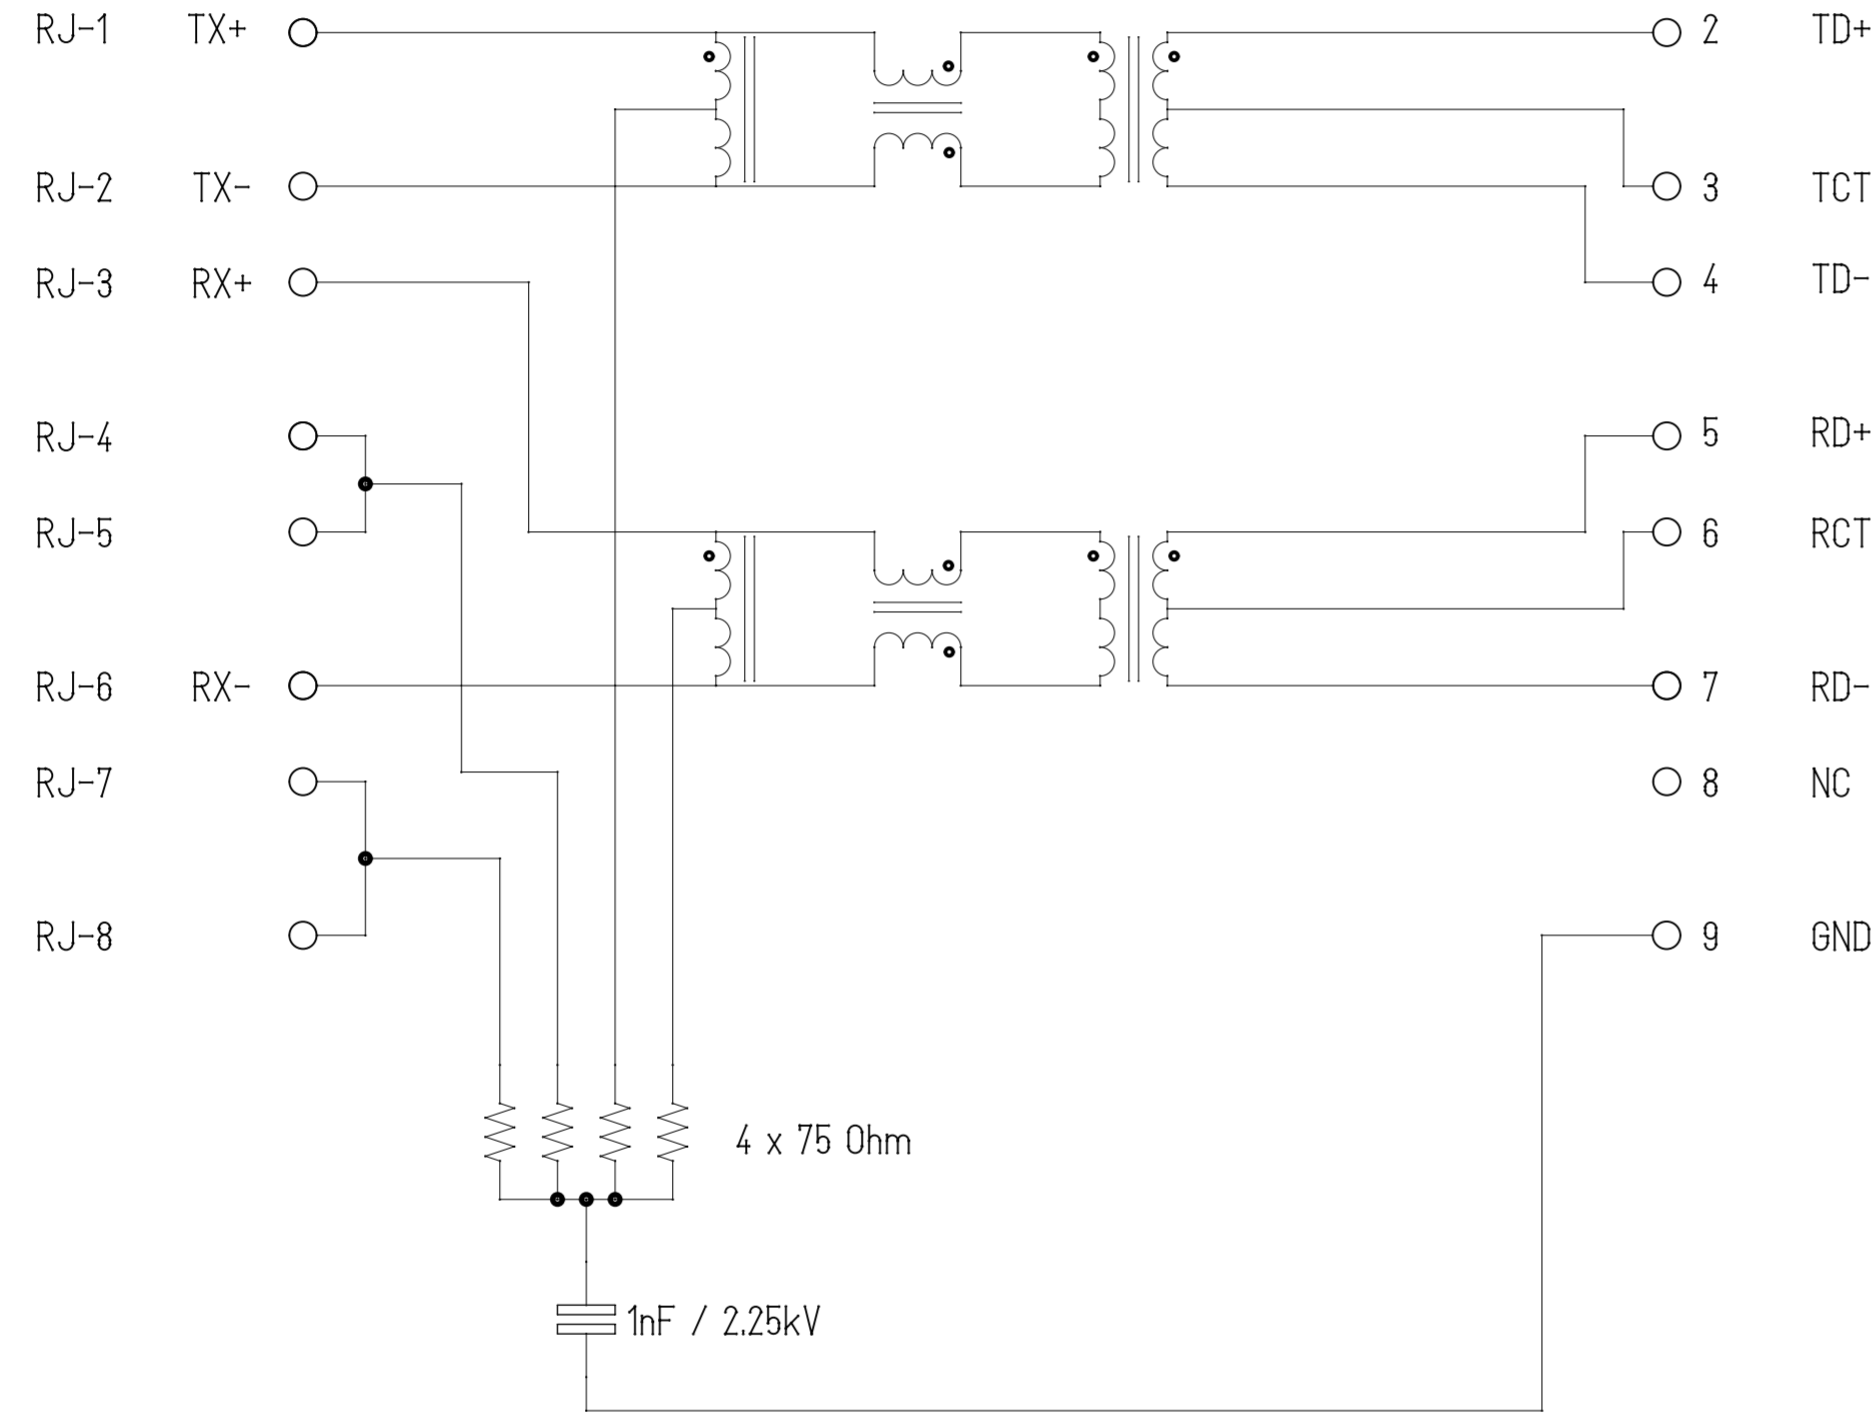 RJ-1 TX+ 2 TD+
RJ-2 TX- 3 TCT
RJ-3 RX+ 4 TD-
RJ-4 5 RD+
RJ-5 6 RCT
RJ-6 RX- 7 RD-
RJ-7 8 NC
RJ-8 9 GND
4 x 75 Ohm
1nF / 2.25kV